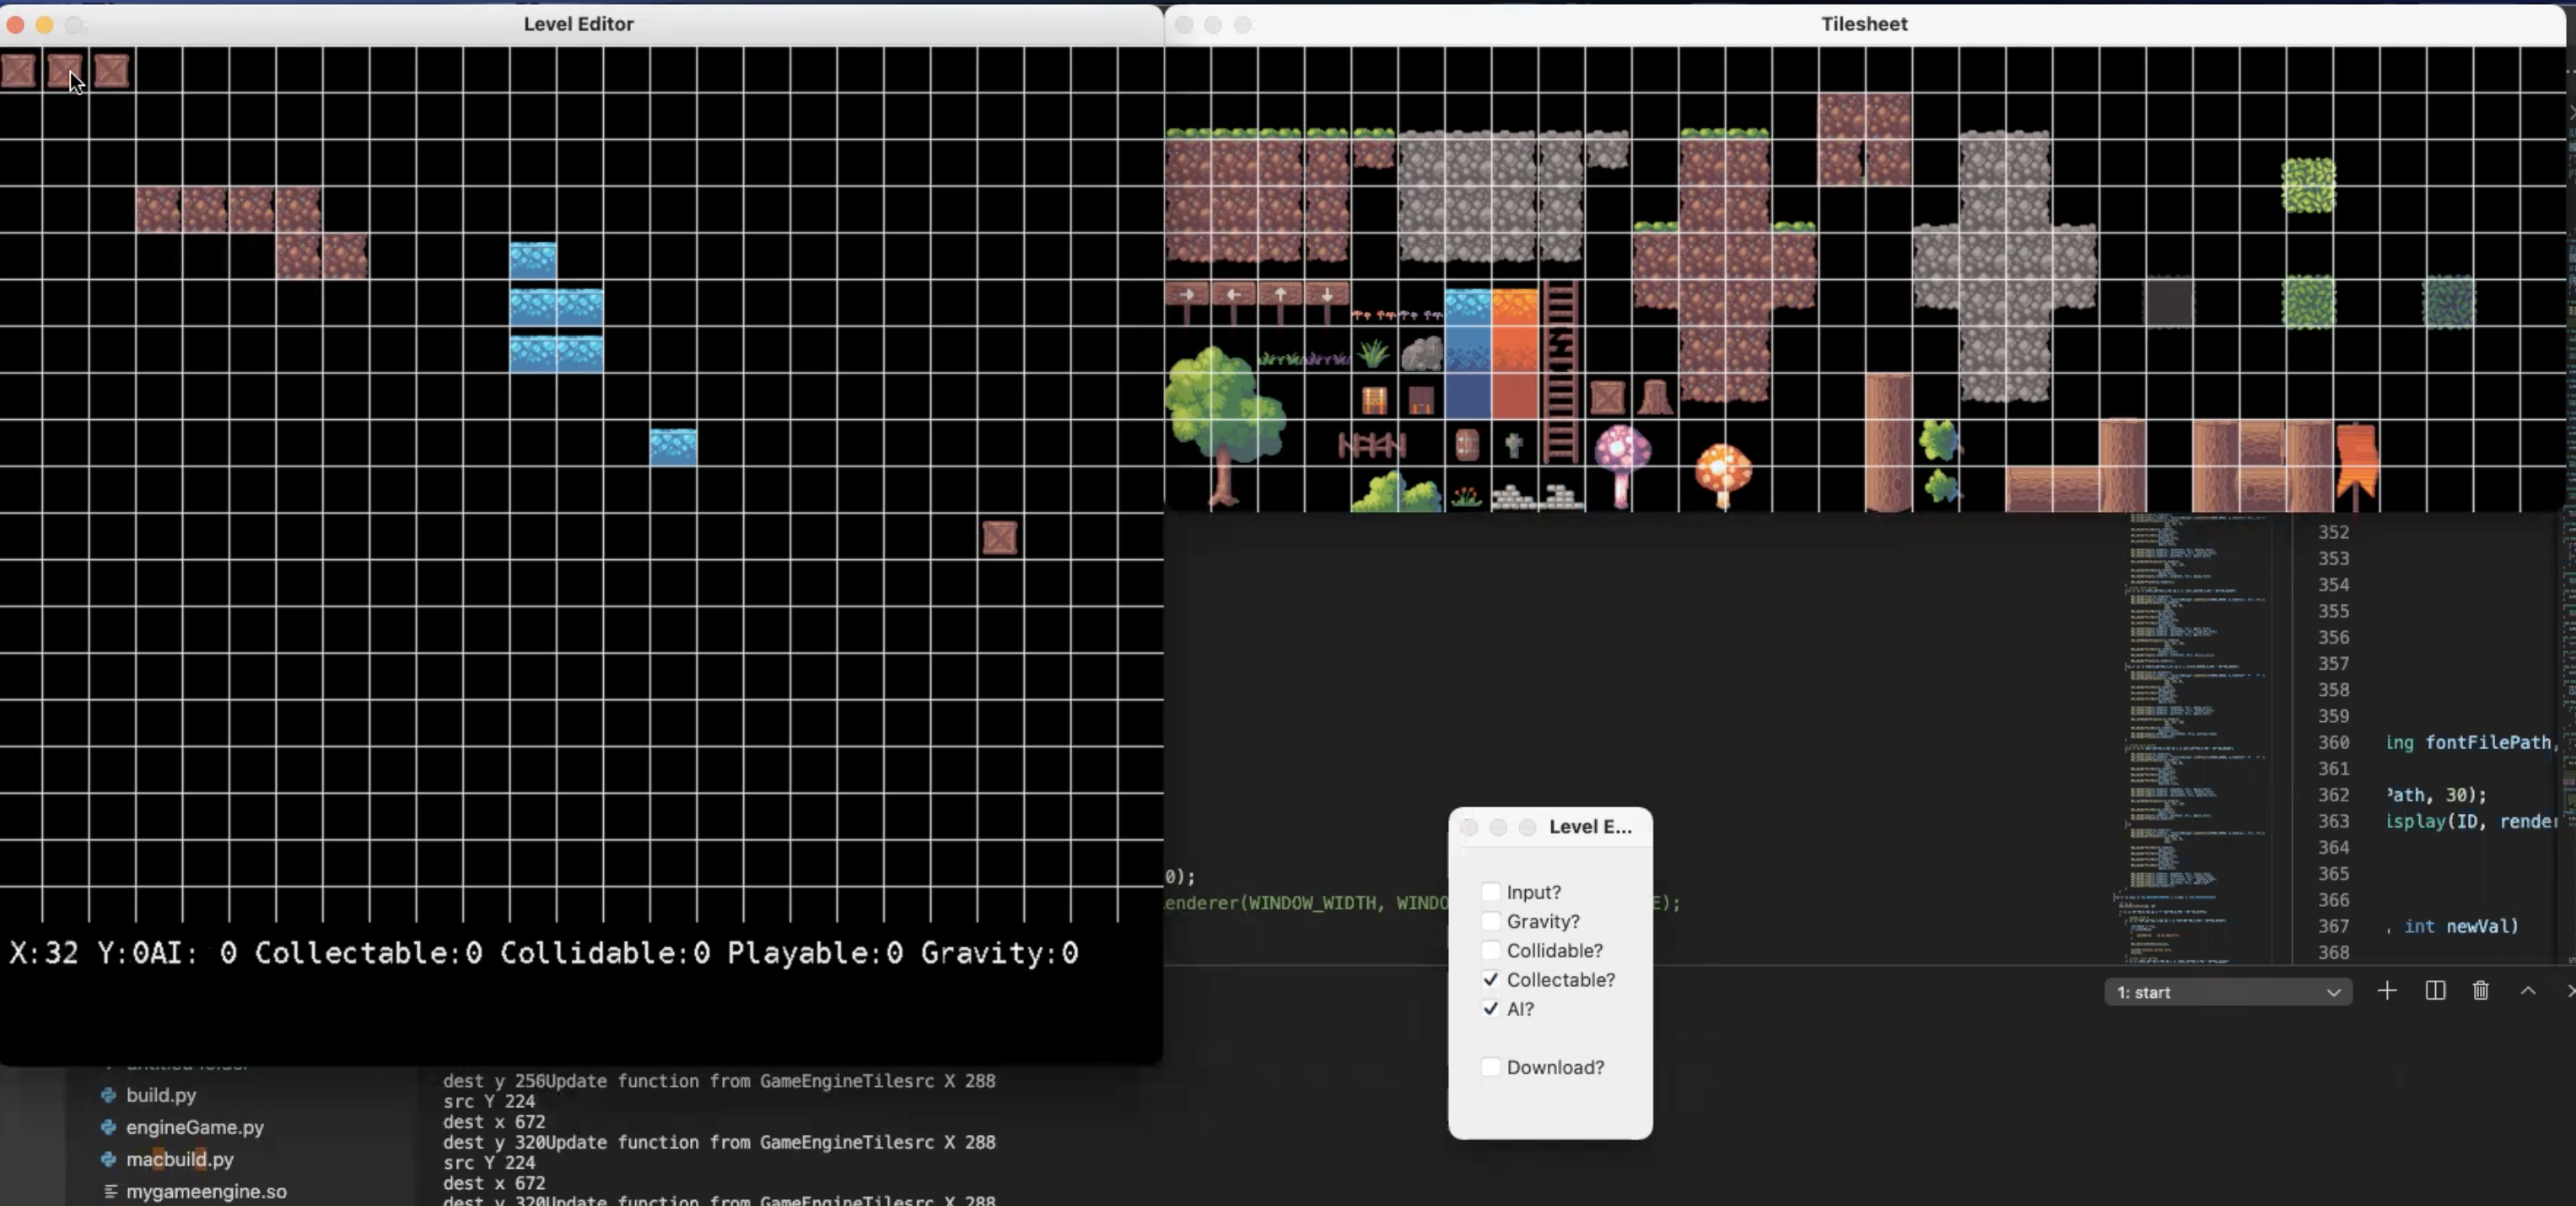 Level Editor
Tilesheet
X:32 Y:0AI: 0 Collectable:0 Collidable:0 Playable:0 Gravity:0
352
353
354
355
356
357
358
359
360 ing fontFilePath,
361
362 Path, 30);
363 isplay(ID, render
364
365
366
367 , int newVal)
368
0);
enderer(WINDOW_WIDTH, WINDO
E);
Level E...
Input?
Gravity?
Collidable?
Collectable?
AI?
Download?
1: start
build.py
engineGame.py
macbuild.py
mygameengine.so
dest y 256Update function from GameEngineTilesrc X 288
src Y 224
dest x 672
dest y 320Update function from GameEngineTilesrc X 288
src Y 224
dest x 672
dest y 320Update function from GameEngineTilesrc X 288